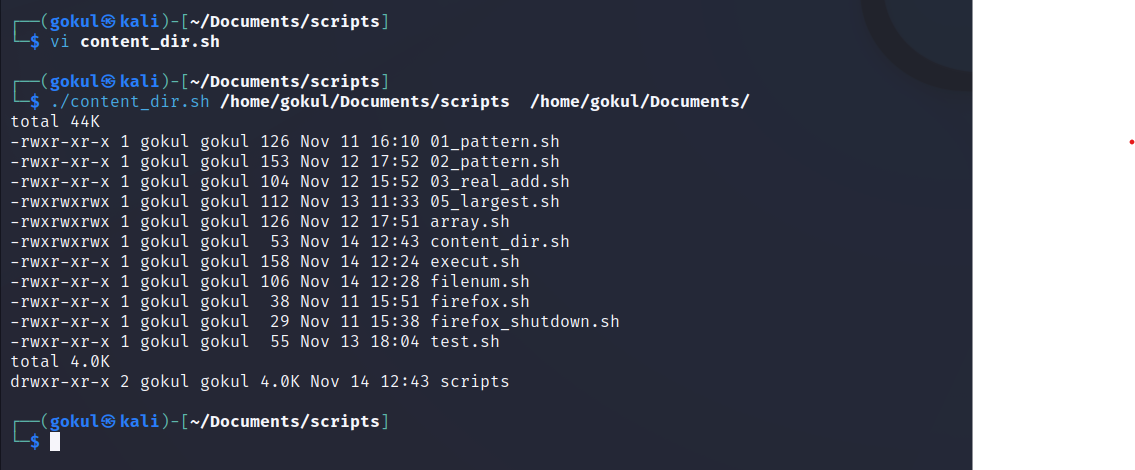 ┌──(gokul㉿kali)-[~/Documents/scripts]
└─$ vi content_dir.sh
┌──(gokul㉿kali)-[~/Documents/scripts]
└─$ ./content_dir.sh /home/gokul/Documents/scripts  /home/gokul/Documents/
total 44K
-rwxr-xr-x 1 gokul gokul 126 Nov 11 16:10 01_pattern.sh
-rwxr-xr-x 1 gokul gokul 153 Nov 12 17:52 02_pattern.sh
-rwxr-xr-x 1 gokul gokul 104 Nov 12 15:52 03_real_add.sh
-rwxrwxrwx 1 gokul gokul 112 Nov 13 11:33 05_largest.sh
-rwxrwxrwx 1 gokul gokul 126 Nov 12 17:51 array.sh
-rwxrwxrwx 1 gokul gokul  53 Nov 14 12:43 content_dir.sh
-rwxr-xr-x 1 gokul gokul 158 Nov 14 12:24 execut.sh
-rwxr-xr-x 1 gokul gokul 106 Nov 14 12:28 filenum.sh
-rwxr-xr-x 1 gokul gokul  38 Nov 11 15:51 firefox.sh
-rwxr-xr-x 1 gokul gokul  29 Nov 11 15:38 firefox_shutdown.sh
-rwxr-xr-x 1 gokul gokul  55 Nov 13 18:04 test.sh
total 4.0K
drwxr-xr-x 2 gokul gokul 4.0K Nov 14 12:43 scripts
┌──(gokul㉿kali)-[~/Documents/scripts]
└─$